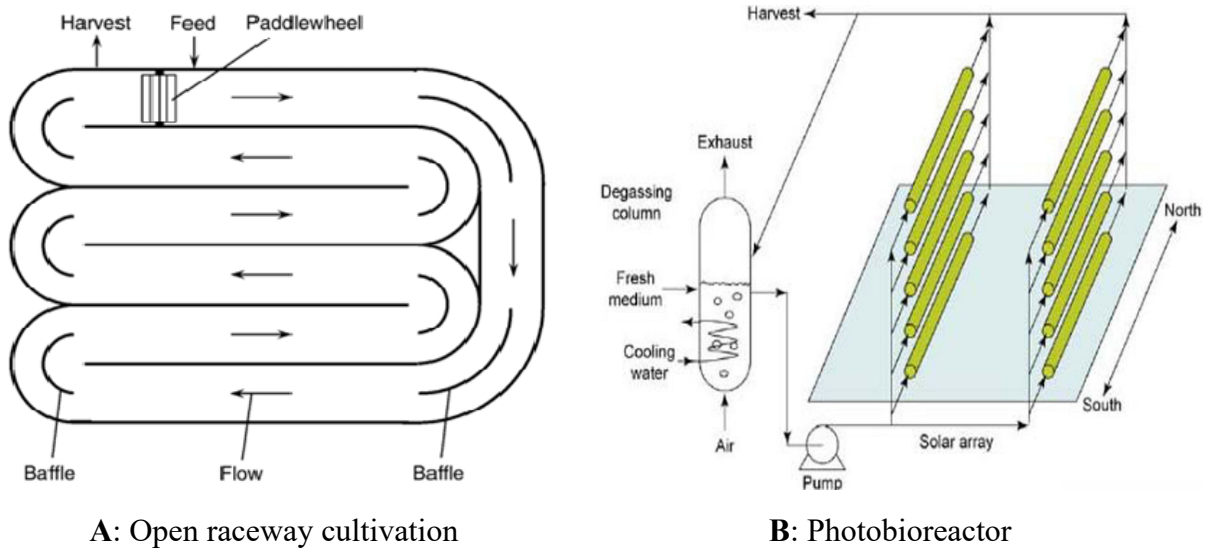 Harvest
Feed
Paddlewheel
Baffle
Flow
Baffle
A: Open raceway cultivation
Harvest
Exhaust
Degassing
column
Fresh
medium
Cooling
water
Air
Pump
Solar array
North
South
B: Photobioreactor